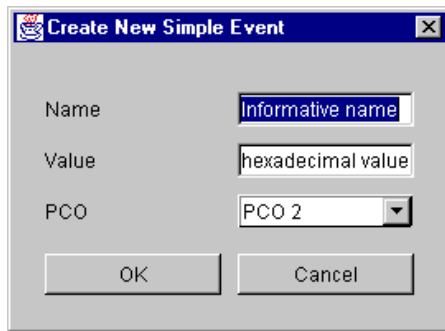 Create New Simple Event
Name Informative name
Value hexadecimal value
PCO PCO 2
OK Cancel